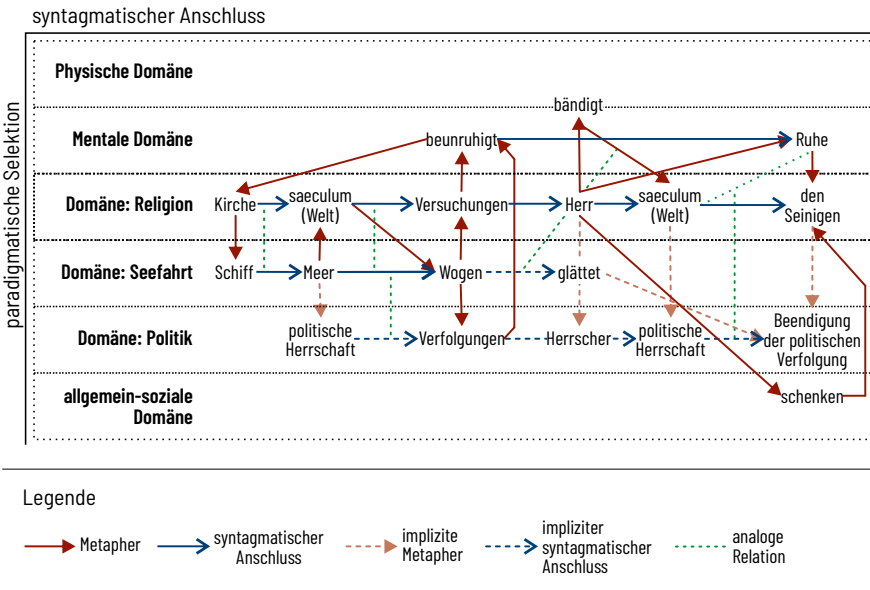 syntagmatischer Anschluss
paradigmatische Selektion
Physische Domäne
bändigt
Mentale Domäne
beunruhigt
Ruhe
Domäne: Religion
Kirche
saeculum
(Welt)
Versuchungen
Herr
saeculum
(Welt)
den
Seinigen
Domäne: Seefahrt
Schiff
Meer
Wogen
glättet
Domäne: Politik
politische
Herrschaft
Verfolgungen
Herrscher
politische
Herrschaft
Beendigung
der politischen
Verfolgung
allgemein-soziale
Domäne
schenken
Legende
Metapher
syntagmatischer
Anschluss
implizite
Metapher
impliziter
syntagmatischer
Anschluss
analoge
Relation